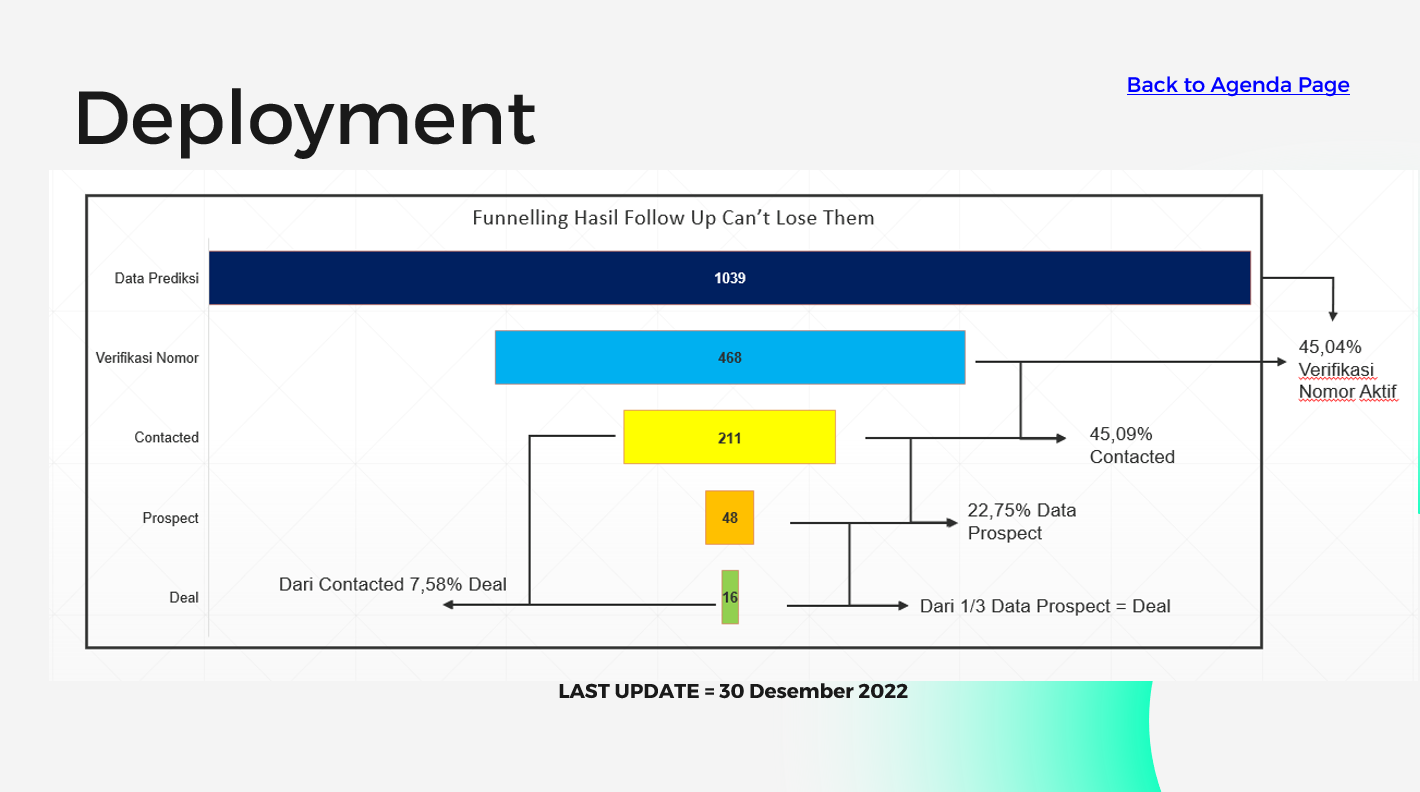 Back to Agenda Page
Deployment
Funnelling Hasil Follow Up Can’t Lose Them
Data Prediksi
1039
Verifikasi Nomor
468
45,04%
Verifikasi
Nomor Aktif
Contacted
211
45,09%
Contacted
Prospect
48
22,75% Data
Prospect
Dari Contacted 7,58% Deal
Deal
16
Dari 1/3 Data Prospect = Deal
LAST UPDATE = 30 Desember 2022